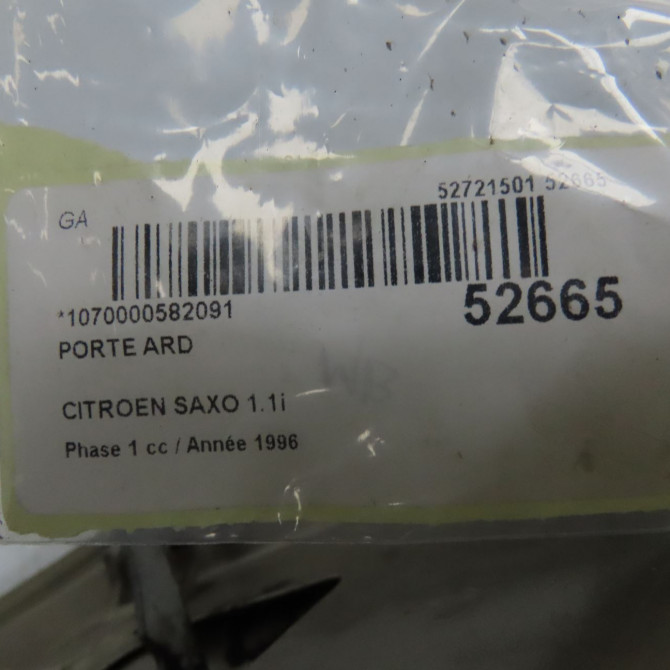 52721501 52665
GA
*1070000582091
52665
PORTE ARD
CITROEN SAXO 1.1i
Phase 1 cc / Année 1996